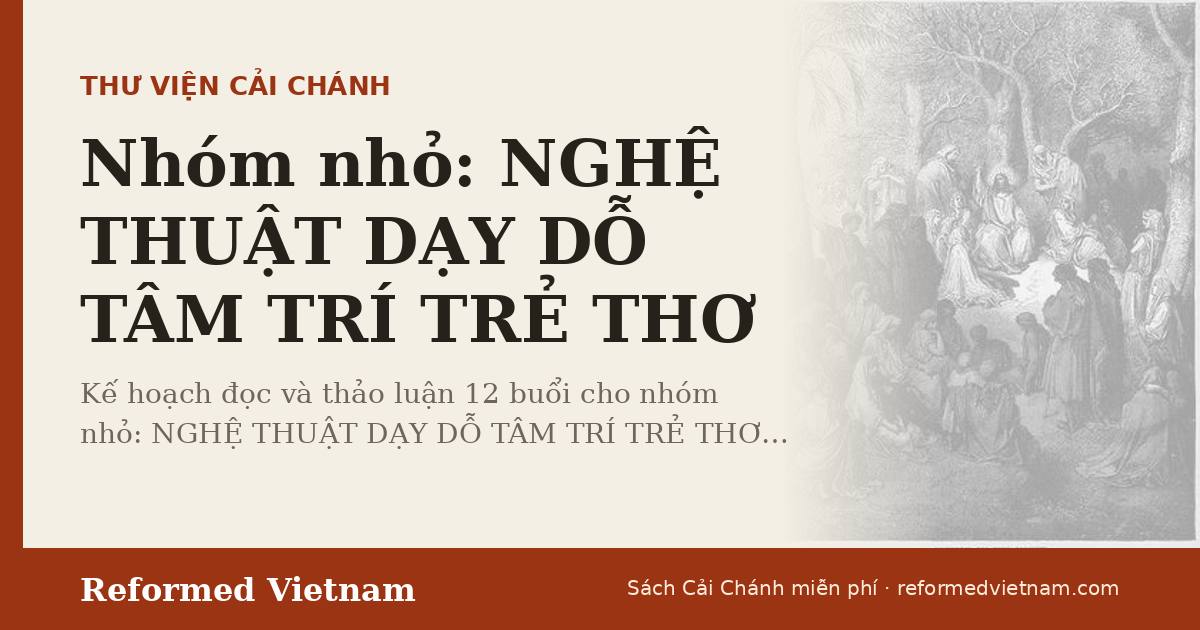 THƯ VIỆN CẢI CHÁNH
Nhóm nhỏ: NGHỆ
THUẬT DẠY DỖ
TÂM TRÍ TRẺ THƠ
Kế hoạch đọc và thảo luận 12 buổi cho nhóm
nhỏ: NGHỆ THUẬT DẠY DỖ TÂM TRÍ TRẺ THƠ...
Reformed Vietnam
Sách Cải Chánh miễn phí · reformedvietnam.com